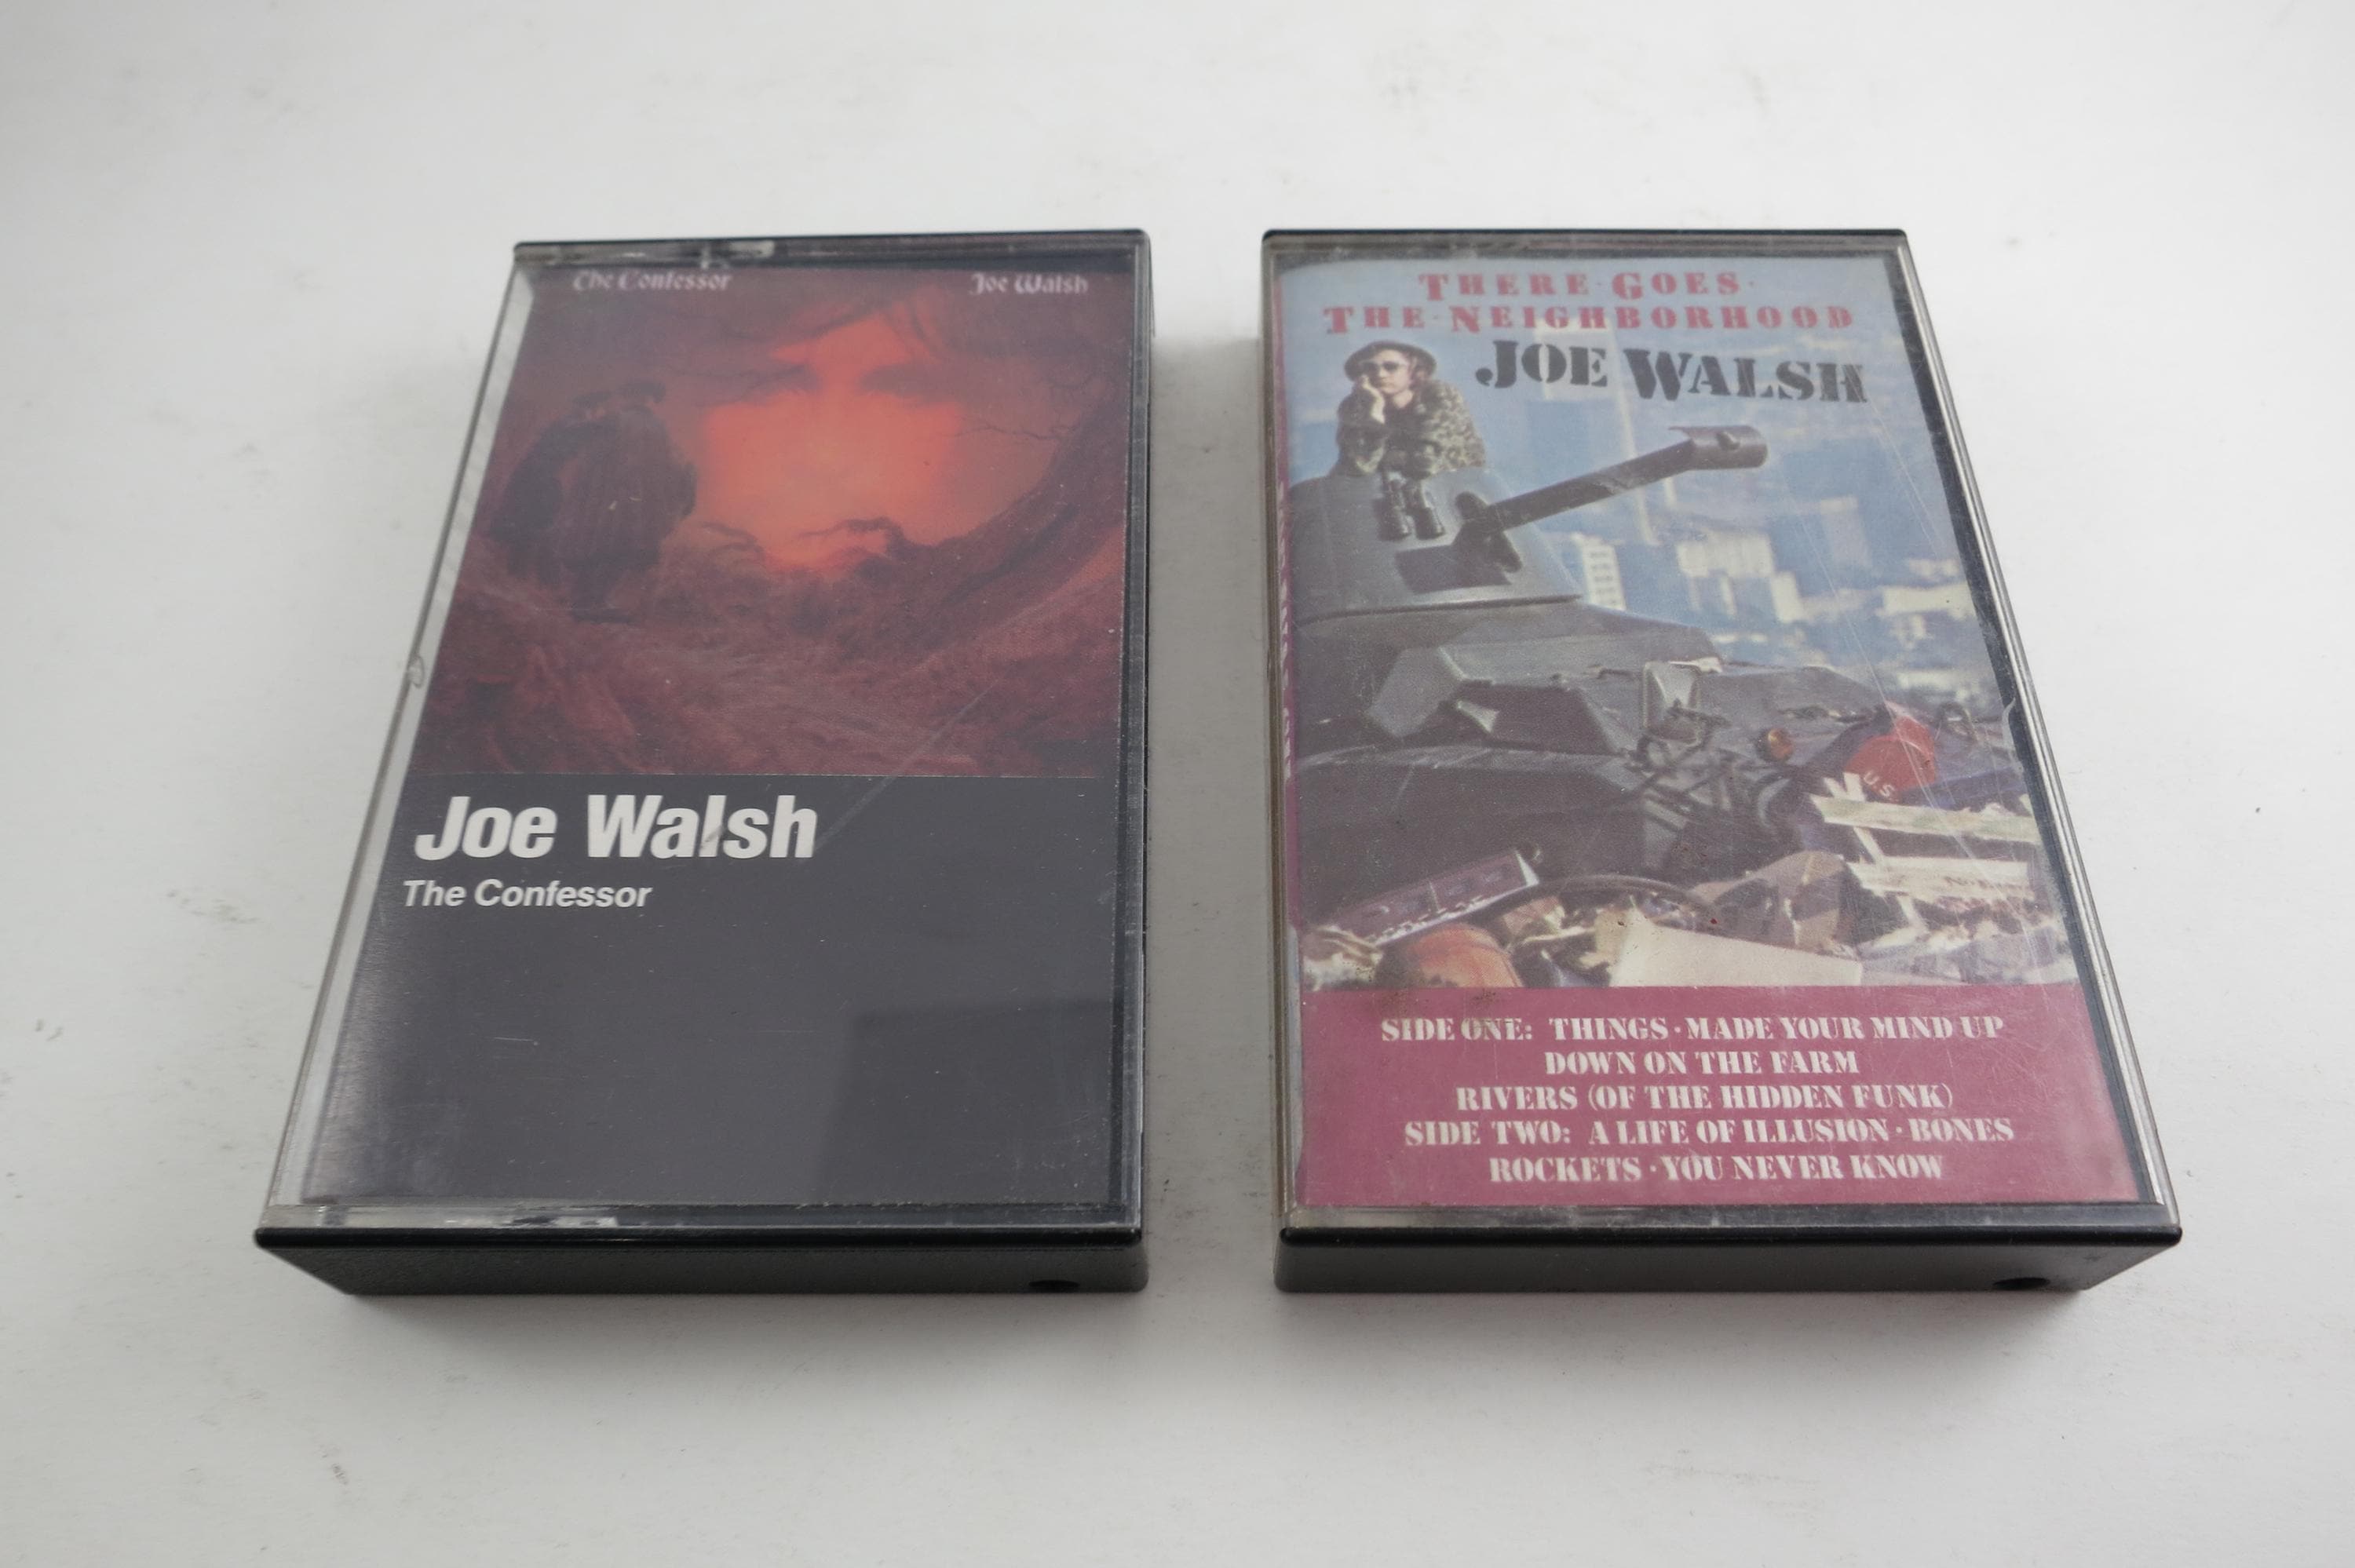 The Confessor
Joe Walsh
Joe Walsh
The Confessor
THERE·GOES·
THE·NEIGHBORHOOD
JOE WALSH
U.S.
SIDE ONE: THINGS·MADE YOUR MIND UP
DOWN ON THE FARM
RIVERS (OF THE HIDDEN FUNK)
SIDE TWO: A LIFE OF ILLUSION·BONES
ROCKETS·YOU NEVER KNOW